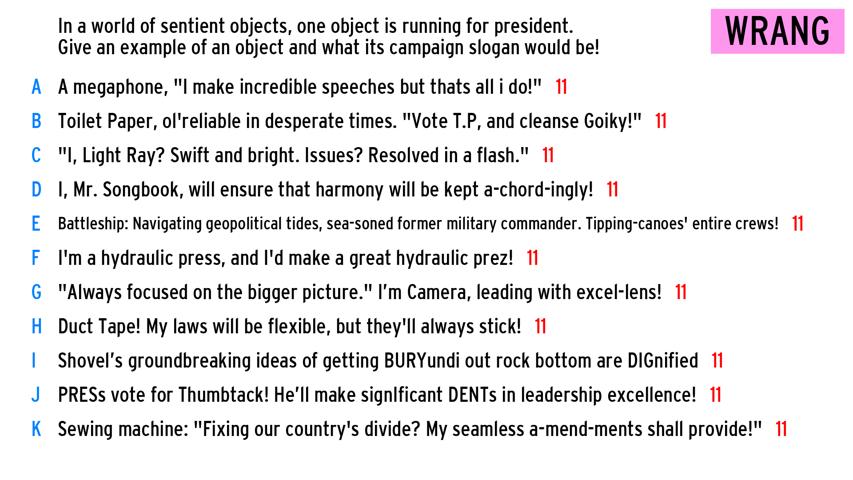 In a world of sentient objects, one object is running for president.
Give an example of an object and what its campaign slogan would be!
WRANG
A A megaphone, "I make incredible speeches but thats all i do!" 11
B Toilet Paper, ol'reliable in desperate times. "Vote T.P, and cleanse Goiky!" 11
C "I, Light Ray? Swift and bright. Issues? Resolved in a flash." 11
D I, Mr. Songbook, will ensure that harmony will be kept a-chord-ingly! 11
E Battleship: Navigating geopolitical tides, sea-soned former military commander. Tipping-canoes' entire crews! 11
F I'm a hydraulic press, and I'd make a great hydraulic prez! 11
G "Always focused on the bigger picture." I’m Camera, leading with excel-lens! 11
H Duct Tape! My laws will be flexible, but they'll always stick! 11
I Shovel’s groundbreaking ideas of getting BURYundi out rock bottom are DIGnified 11
J PRESs vote for Thumbtack! He’ll make signIficant DENTs in leadership excellence! 11
K Sewing machine: "Fixing our country's divide? My seamless a-mend-ments shall provide!" 11